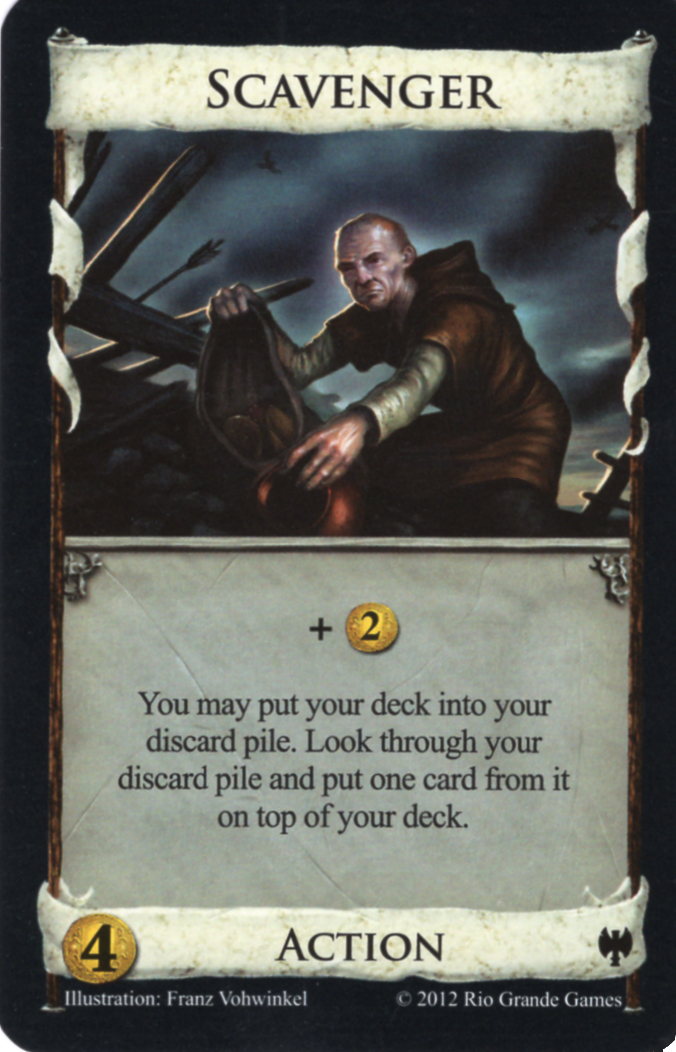 SCAVENGER
+ 2
You may put your deck into your
discard pile. Look through your
discard pile and put one card from it
on top of your deck.
4
ACTION
Illustration: Franz Vohwinkel
© 2012 Rio Grande Games